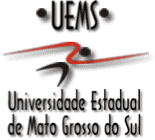 •UEMS•
Universidade Estadual
de Mato Grosso do Sul